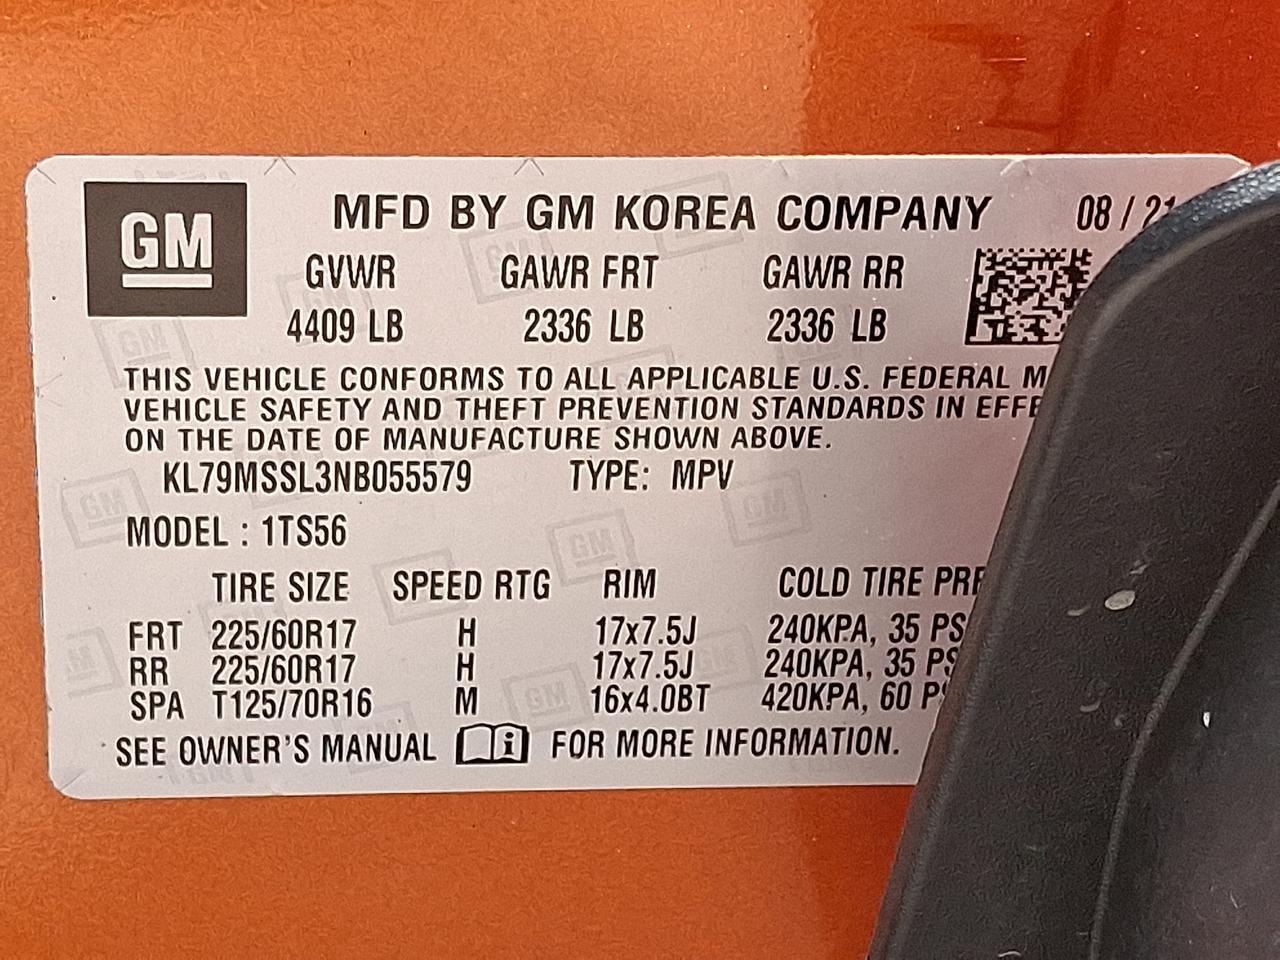 GM
MFD BY GM KOREA COMPANY 08 / 21
GVWR GAWR FRT GAWR RR
4409 LB 2336 LB 2336 LB
THIS VEHICLE CONFORMS TO ALL APPLICABLE U.S. FEDERAL M
VEHICLE SAFETY AND THEFT PREVENTION STANDARDS IN EFFE
ON THE DATE OF MANUFACTURE SHOWN ABOVE.
KL79MSSL3NB055579 TYPE: MPV
MODEL : 1TS56
TIRE SIZE SPEED RTG RIM COLD TIRE PRE
FRT 225/60R17 H 17x7.5J 240KPA, 35 PS
RR 225/60R17 H 17x7.5J 240KPA, 35 PS
SPA T125/70R16 M 16x4.0BT 420KPA, 60 P
SEE OWNER'S MANUAL i FOR MORE INFORMATION.